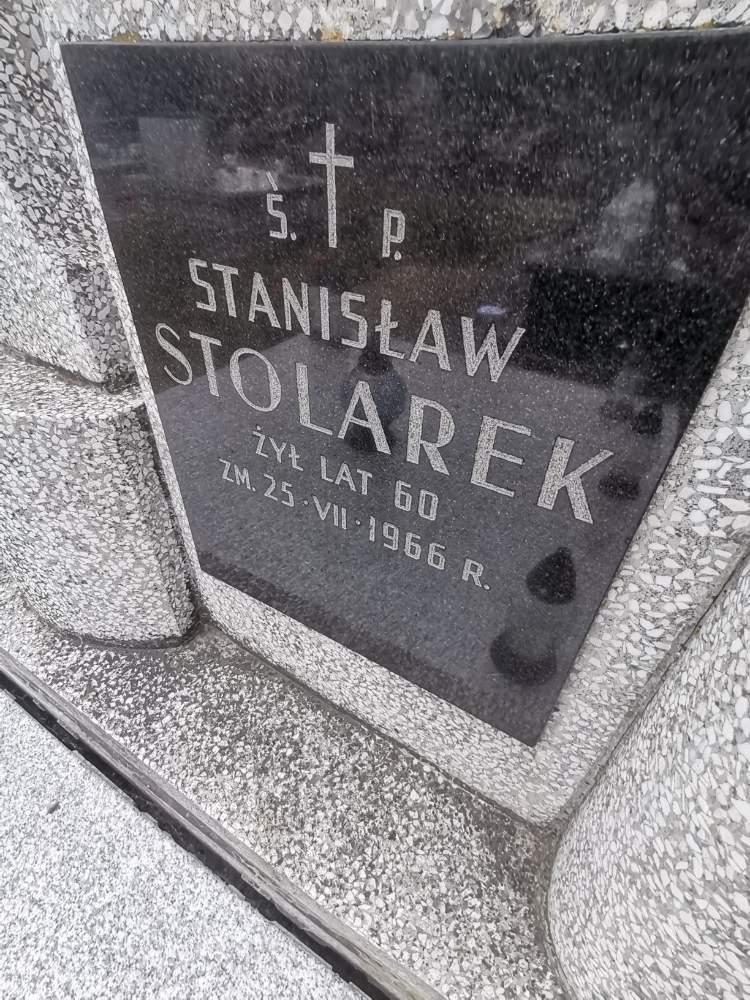 Ś. P.
STANISŁAW
STOLAREK
ŻYŁ LAT 60
ZM. 25·VII·1966 R.